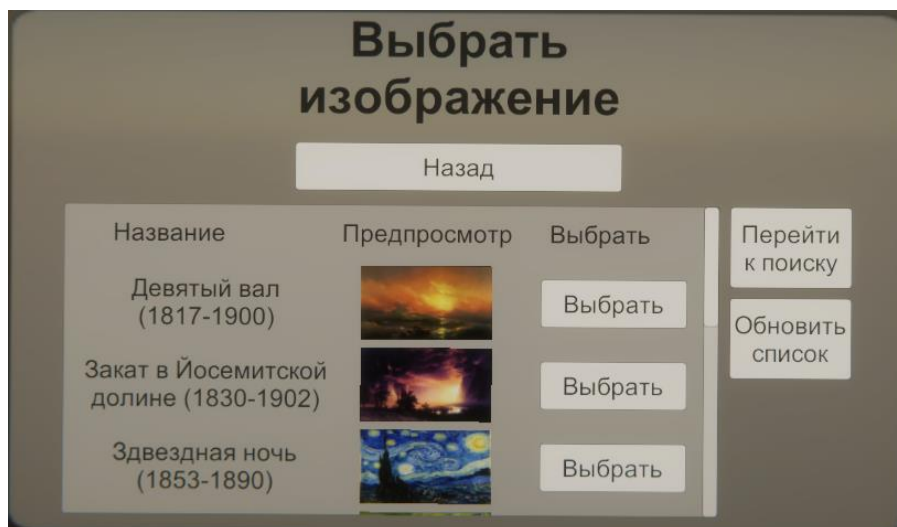 Выбрать
изображение
Назад
Название Предпросмотр Выбрать
Девятый вал
(1817-1900)
Выбрать
Закат в Йосемитской
долине (1830-1902)
Выбрать
Здвездная ночь
(1853-1890)
Выбрать
Перейти
к поиску
Обновить
список